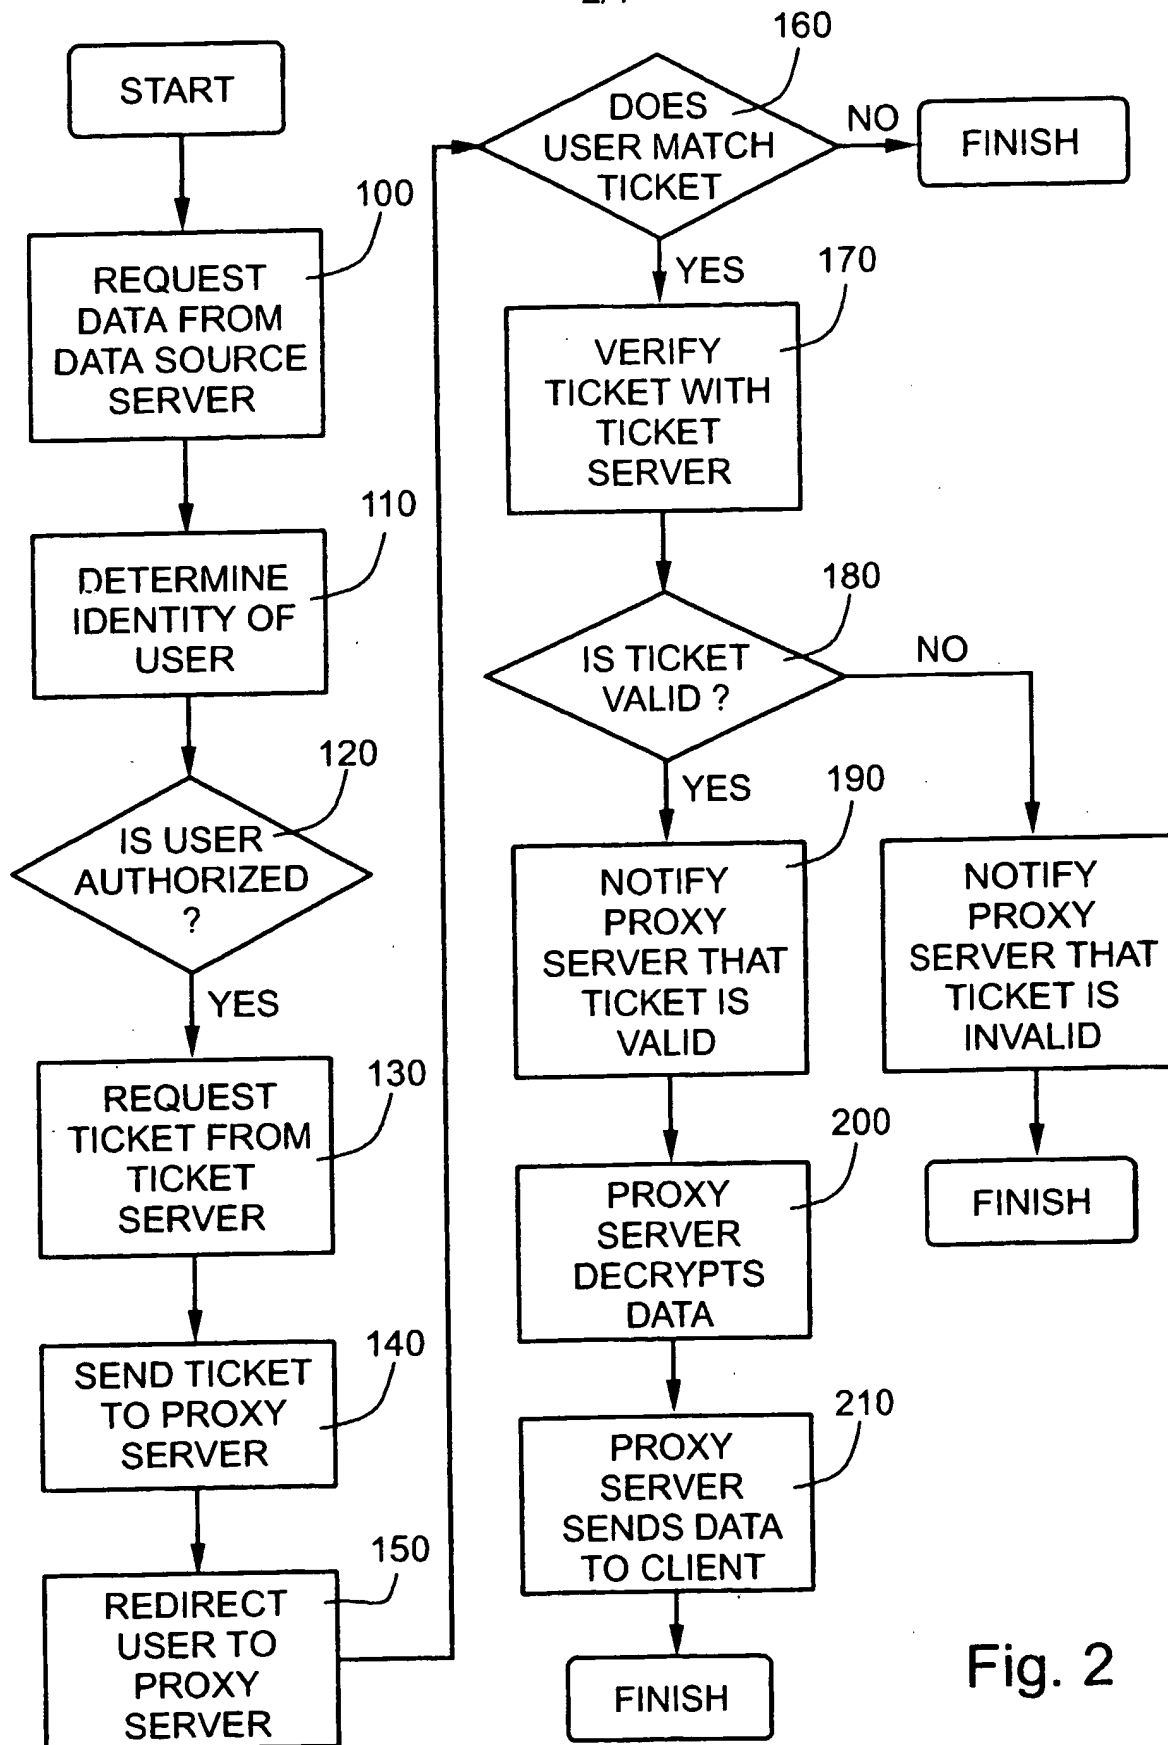 START
100
REQUEST
DATA FROM
DATA SOURCE
SERVER
110
DETERMINE
IDENTITY OF
USER
120
IS USER
AUTHORIZED
?
YES
130
REQUEST
TICKET FROM
TICKET
SERVER
140
SEND TICKET
TO PROXY
SERVER
150
REDIRECT
USER TO
PROXY
SERVER
160
DOES
USER MATCH
TICKET
NO
FINISH
YES
170
VERIFY
TICKET WITH
TICKET
SERVER
180
IS TICKET
VALID ?
NO
YES
190
NOTIFY
PROXY
SERVER THAT
TICKET IS
VALID
NOTIFY
PROXY
SERVER THAT
TICKET IS
INVALID
FINISH
200
PROXY
SERVER
DECRYPTS
DATA
210
PROXY
SERVER
SENDS DATA
TO CLIENT
FINISH
Fig. 2